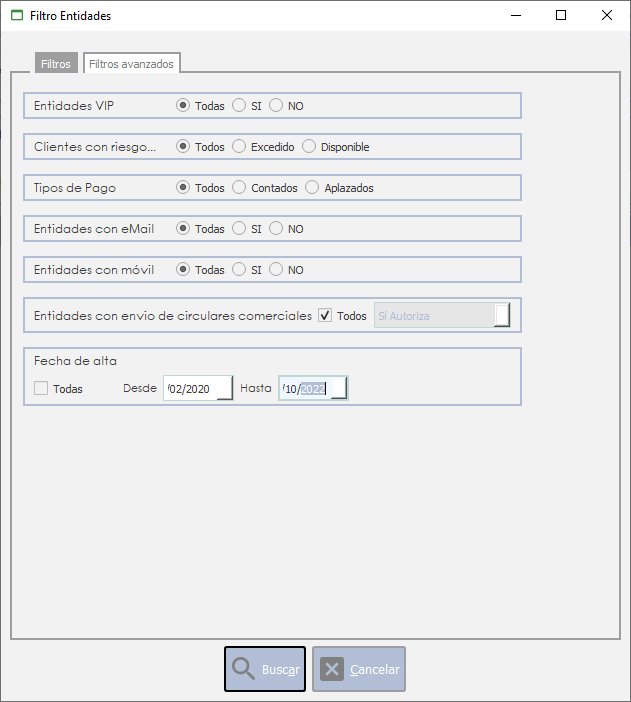 Filtro Entidades
Filtros
Filtros avanzados
Entidades VIP Todas SI NO
Clientes con riesgo... Todos Excedido Disponible
Tipos de Pago Todos Contados Aplazados
Entidades con eMail Todas SI NO
Entidades con móvil Todas SI NO
Entidades con envio de circulares comerciales Todos Sí Autoriza
Fecha de alta
Todas Desde /02/2020 Hasta /10/2022
Buscar Cancelar